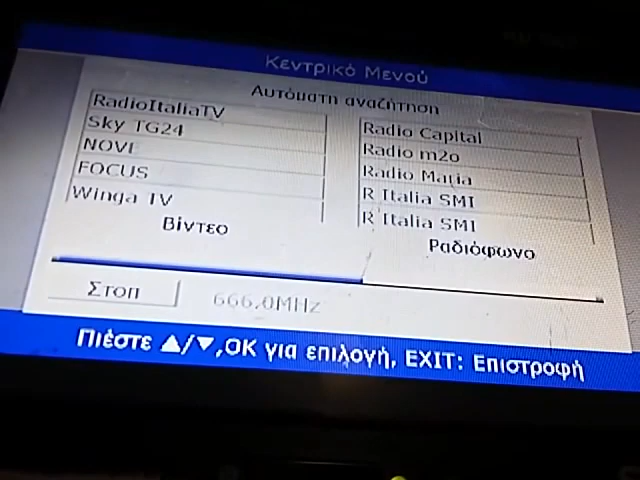 Κεντρικό Μενού
Αυτόματη αναζήτηση
RadioItaliaTV
Sky TG24
NOVE
FOCUS
Winga TV
Βίντεο
Radio Capital
Radio m2o
Radio Maria
R Italia SMI
R Italia SMI
Ραδιόφωνο
Στοπ
666.0MHz
Πιέστε ▲/▼,OK για επιλογή, EXIT: Επιστροφή